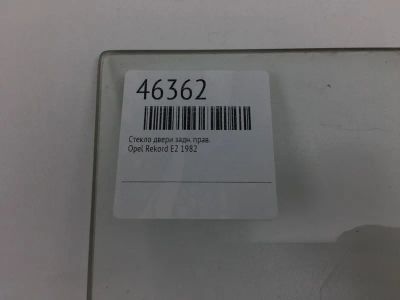 46362
Стекло двери задн. прав.
Opel Rekord E2 1982